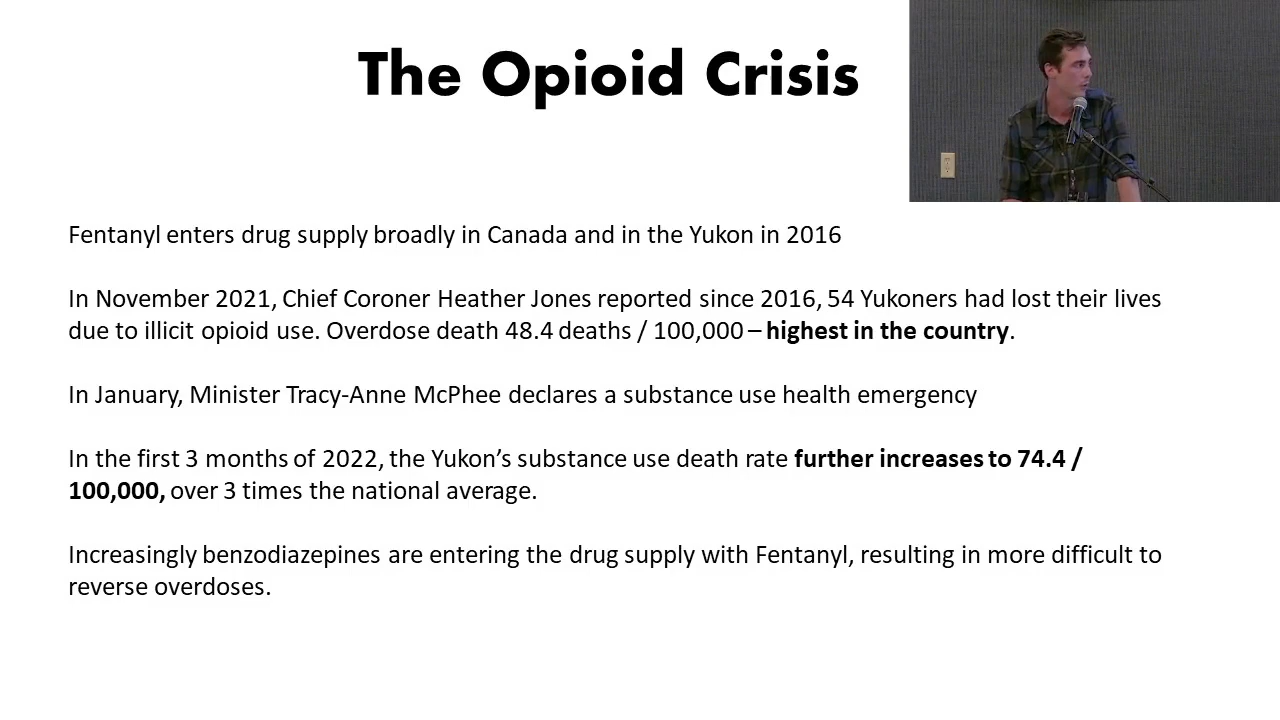 The Opioid Crisis
Fentanyl enters drug supply broadly in Canada and in the Yukon in 2016
In November 2021, Chief Coroner Heather Jones reported since 2016, 54 Yukoners had lost their lives
due to illicit opioid use. Overdose death 48.4 deaths / 100,000 – highest in the country.
In January, Minister Tracy-Anne McPhee declares a substance use health emergency
In the first 3 months of 2022, the Yukon’s substance use death rate further increases to 74.4 /
100,000, over 3 times the national average.
Increasingly benzodiazepines are entering the drug supply with Fentanyl, resulting in more difficult to
reverse overdoses.